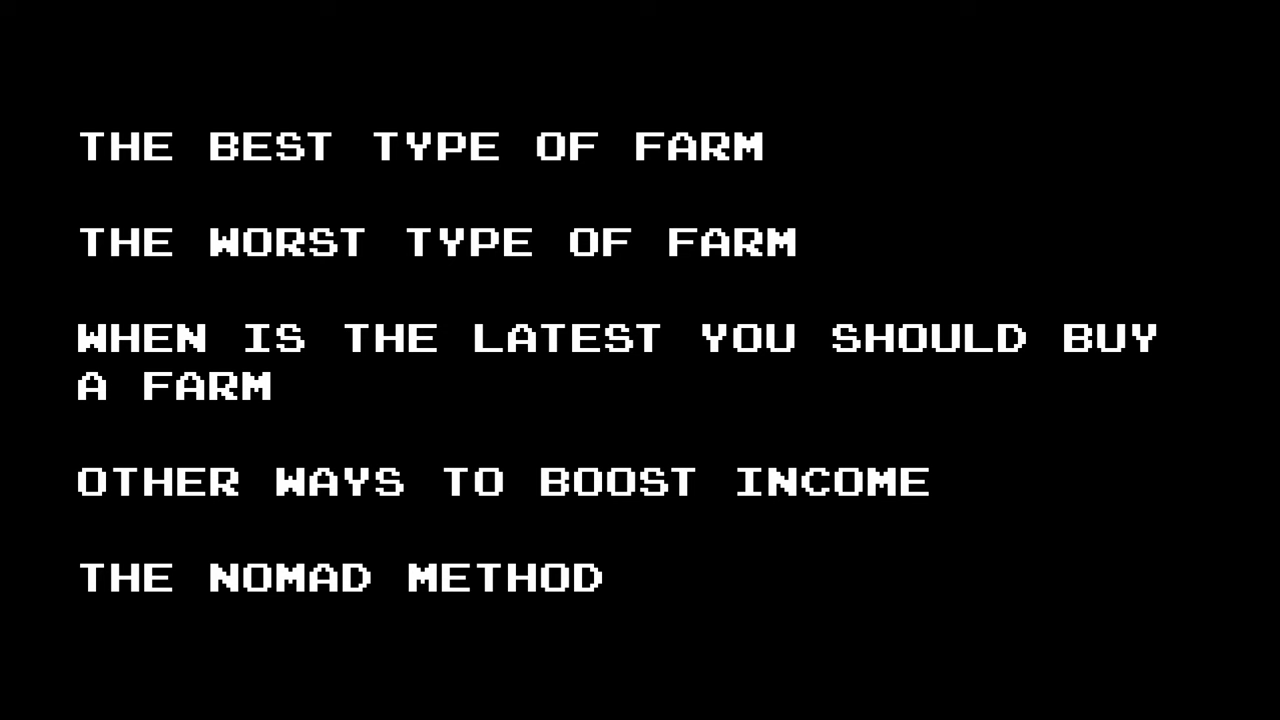 THE BEST TYPE OF FARM
THE WORST TYPE OF FARM
WHEN IS THE LATEST YOU SHOULD BUY
A FARM
OTHER WAYS TO BOOST INCOME
THE NOMAD METHOD